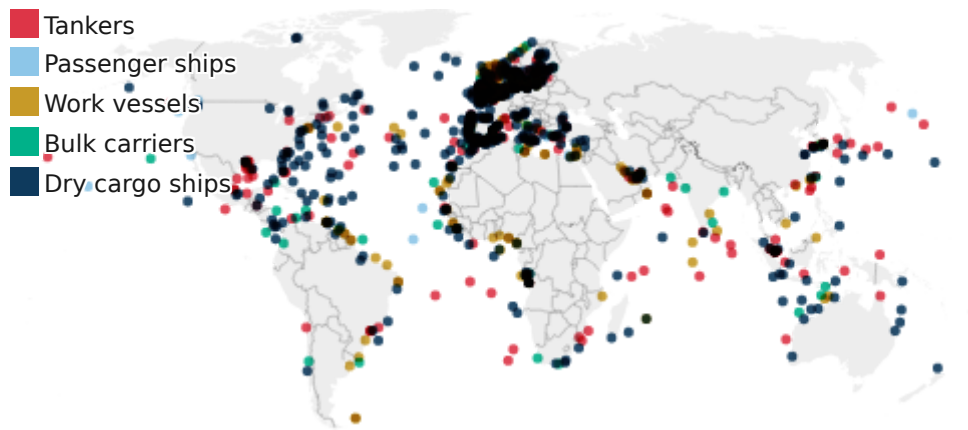 Tankers
Passenger ships
Work vessels
Bulk carriers
Dry cargo ships